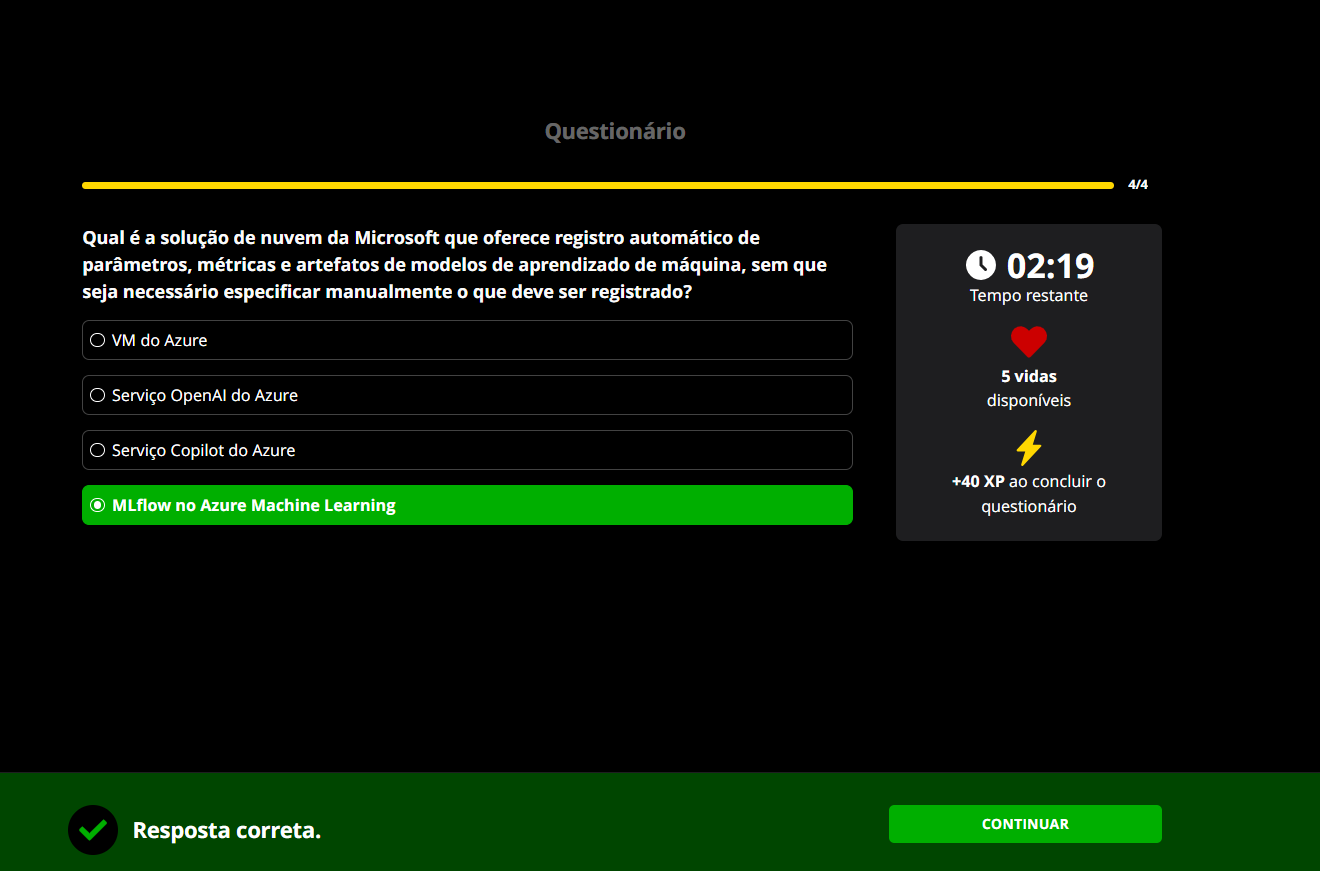 Questionário
4/4
Qual é a solução de nuvem da Microsoft que oferece registro automático de
parâmetros, métricas e artefatos de modelos de aprendizado de máquina, sem que
seja necessário especificar manualmente o que deve ser registrado?
VM do Azure
Serviço OpenAI do Azure
Serviço Copilot do Azure
MLflow no Azure Machine Learning
02:19
Tempo restante
5 vidas
disponíveis
+40 XP ao concluir o
questionário
Resposta correta.
CONTINUAR